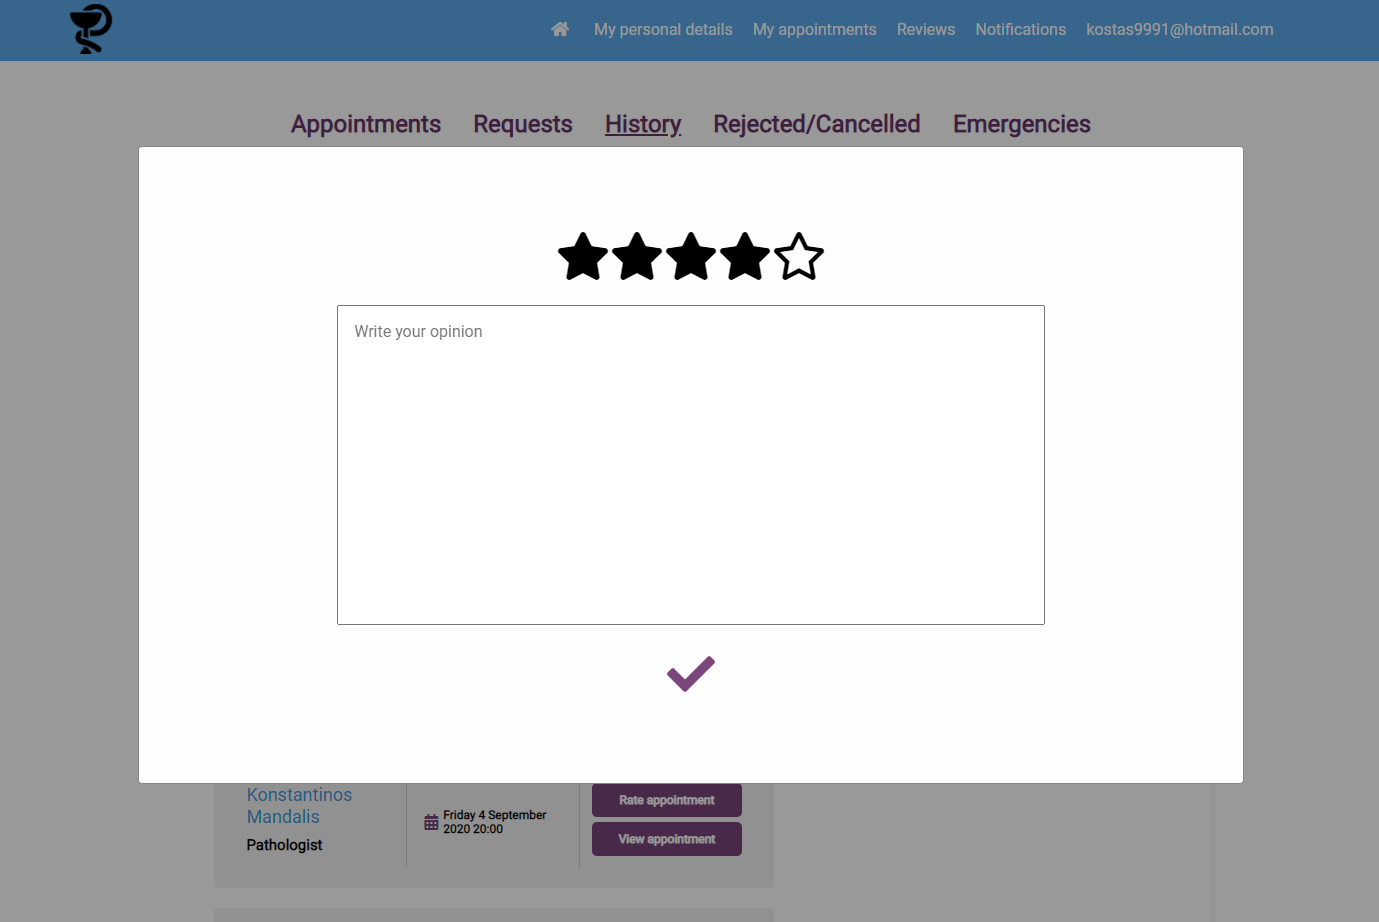 My personal details My appointments Reviews Notifications kostas9991@hotmail.com
Appointments Requests History Rejected/Cancelled Emergencies
Write your opinion
Konstantinos
Mandalis
Pathologist
Friday 4 September
2020 20:00
Rate appointment
View appointment